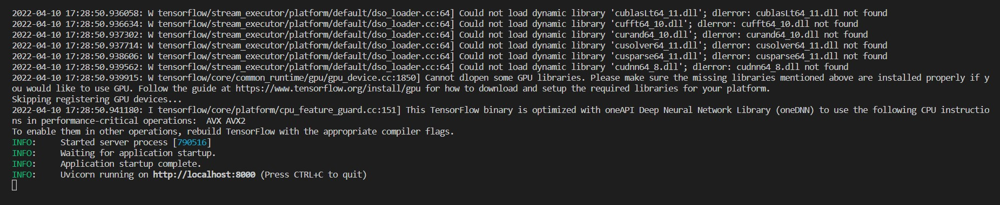 2022-04-10 17:28:50.936058: W tensorflow/stream_executor/platform/default/dso_loader.cc:64] Could not load dynamic library 'cublasLt64_11.dll'; dlerror: cublasLt64_11.dll not found
2022-04-10 17:28:50.936634: W tensorflow/stream_executor/platform/default/dso_loader.cc:64] Could not load dynamic library 'cufft64_10.dll'; dlerror: cufft64_10.dll not found
2022-04-10 17:28:50.937302: W tensorflow/stream_executor/platform/default/dso_loader.cc:64] Could not load dynamic library 'curand64_10.dll'; dlerror: curand64_10.dll not found
2022-04-10 17:28:50.937714: W tensorflow/stream_executor/platform/default/dso_loader.cc:64] Could not load dynamic library 'cusolver64_11.dll'; dlerror: cusolver64_11.dll not found
2022-04-10 17:28:50.938606: W tensorflow/stream_executor/platform/default/dso_loader.cc:64] Could not load dynamic library 'cusparse64_11.dll'; dlerror: cusparse64_11.dll not found
2022-04-10 17:28:50.939562: W tensorflow/stream_executor/platform/default/dso_loader.cc:64] Could not load dynamic library 'cudnn64_8.dll'; dlerror: cudnn64_8.dll not found
2022-04-10 17:28:50.939915: W tensorflow/core/common_runtime/gpu/gpu_device.cc:1850] Cannot dlopen some GPU libraries. Please make sure the missing libraries mentioned above are installed properly if y
ou would like to use GPU. Follow the guide at https://www.tensorflow.org/install/gpu for how to download and setup the required libraries for your platform.
Skipping registering GPU devices...
2022-04-10 17:28:50.941180: I tensorflow/core/platform/cpu_feature_guard.cc:151] This TensorFlow binary is optimized with oneAPI Deep Neural Network Library (oneDNN) to use the following CPU instructio
ns in performance-critical operations:  AVX AVX2
To enable them in other operations, rebuild TensorFlow with the appropriate compiler flags.
INFO:     Started server process [790516]
INFO:     Waiting for application startup.
INFO:     Application startup complete.
INFO:     Uvicorn running on http://localhost:8000 (Press CTRL+C to quit)